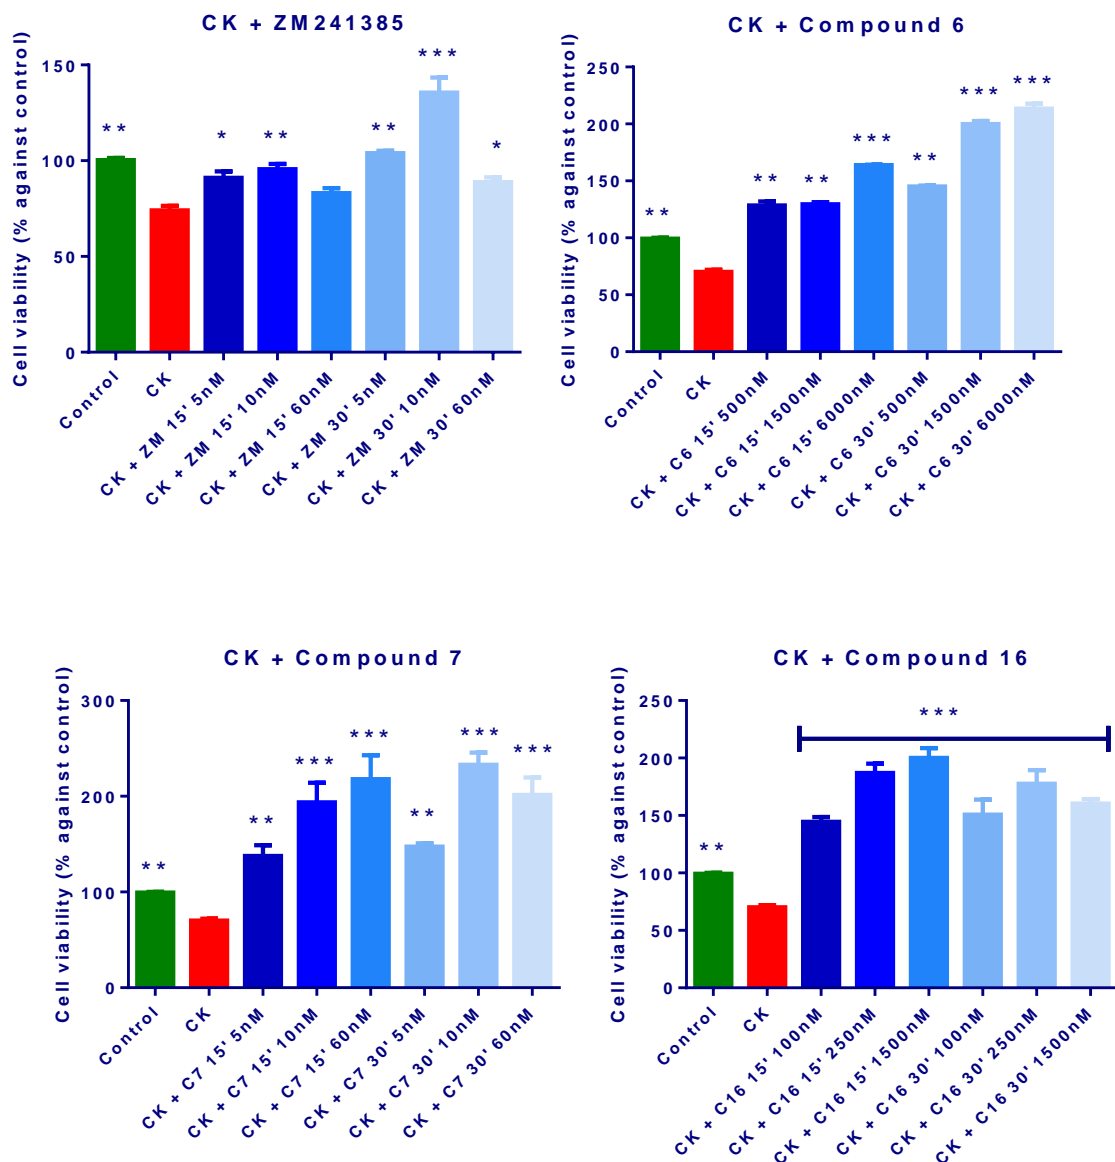 CK + ZM241385
Cell viability (% against control)
150
100
50
0
**
*
**
**
***
*
Control
CK
CK + ZM 15' 5nM
CK + ZM 15' 10nM
CK + ZM 15' 60nM
CK + ZM 30' 5nM
CK + ZM 30' 10nM
CK + ZM 30' 60nM
CK + Compound 6
Cell viability (% against control)
250
200
150
100
50
0
**
**
**
***
**
***
***
Control
CK
CK + C6 15' 500nM
CK + C6 15' 1500nM
CK + C6 15' 6000nM
CK + C6 30' 500nM
CK + C6 30' 1500nM
CK + C6 30' 6000nM
CK + Compound 7
Cell viability (% against control)
300
200
100
0
**
**
***
***
**
***
***
Control
CK
CK + C7 15' 5nM
CK + C7 15' 10nM
CK + C7 15' 60nM
CK + C7 30' 5nM
CK + C7 30' 10nM
CK + C7 30' 60nM
CK + Compound 16
Cell viability (% against control)
250
200
150
100
50
0
**
***
Control
CK
CK + C16 15' 100nM
CK + C16 15' 250nM
CK + C16 15' 1500nM
CK + C16 30' 100nM
CK + C16 30' 250nM
CK + C16 30' 1500nM